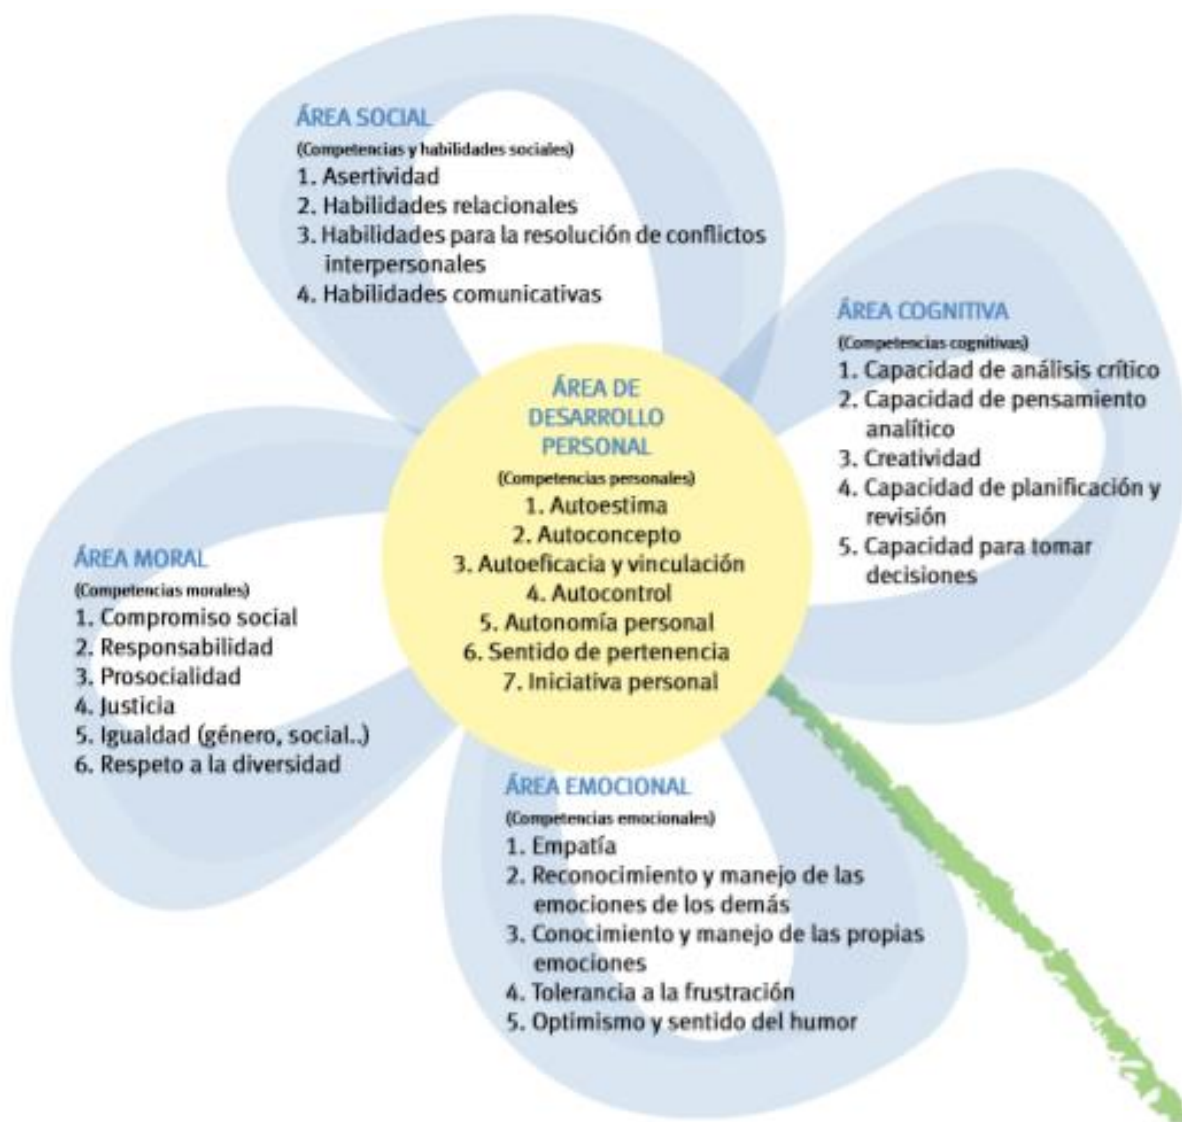 ÁREA SOCIAL
(Competencias y habilidades sociales)
1. Asertividad
2. Habilidades relacionales
3. Habilidades para la resolución de conflictos
interpersonales
4. Habilidades comunicativas
ÁREA COGNITIVA
(Competencias cognitivas)
1. Capacidad de análisis crítico
2. Capacidad de pensamiento
analítico
3. Creatividad
4. Capacidad de planificación y
revisión
5. Capacidad para tomar
decisiones
ÁREA DE
DESARROLLO
PERSONAL
(Competencias personales)
1. Autoestima
2. Autoconcepto
3. Autoeficacia y vinculación
4. Autocontrol
5. Autonomía personal
6. Sentido de pertenencia
7. Iniciativa personal
ÁREA MORAL
(Competencias morales)
1. Compromiso social
2. Responsabilidad
3. Prosocialidad
4. Justicia
5. Igualdad (género, social..)
6. Respeto a la diversidad
ÁREA EMOCIONAL
(Competencias emocionales)
1. Empatía
2. Reconocimiento y manejo de las
emociones de los demás
3. Conocimiento y manejo de las propias
emociones
4. Tolerancia a la frustración
5. Optimismo y sentido del humor